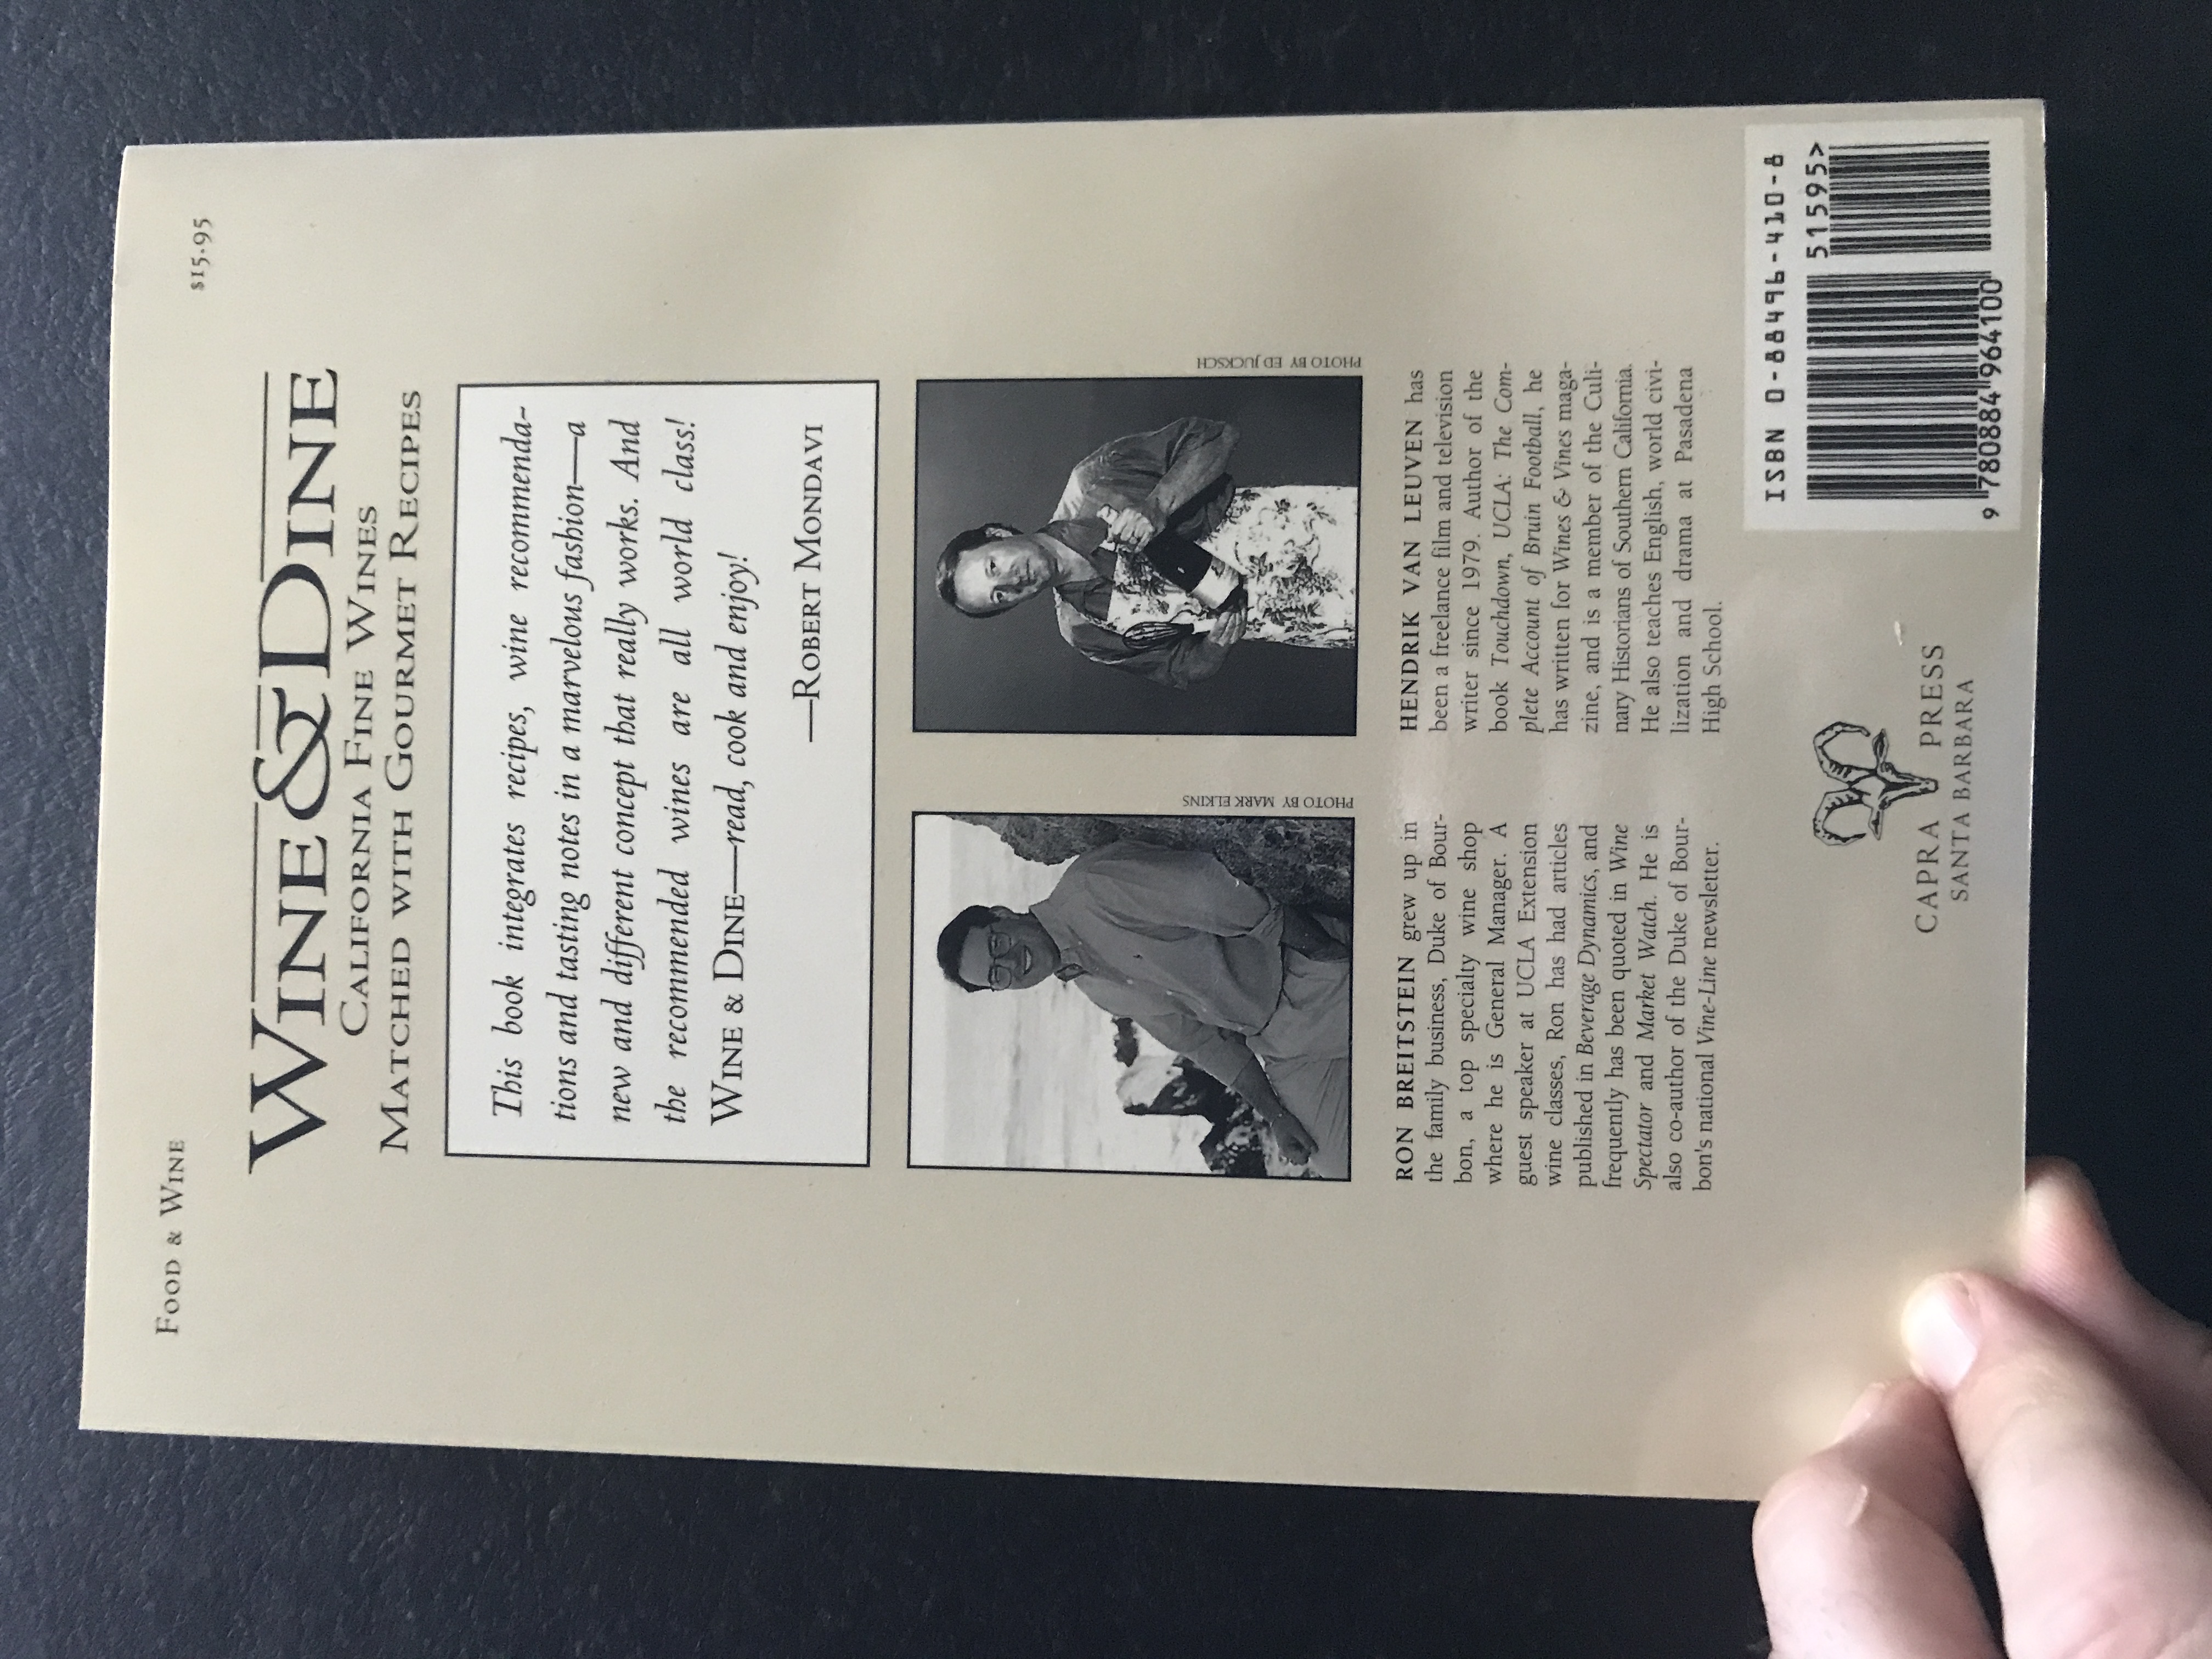 FOOD & WINE
$15.95
WINE & DINE
CALIFORNIA FINE WINES
MATCHED WITH GOURMET RECIPES
This book integrates recipes, wine recommenda-
tions and tasting notes in a marvelous fashion—a
new and different concept that really works. And
the recommended wines are all world class!
WINE & DINE—read, cook and enjoy!
—ROBERT MONDAVI
PHOTO BY MARK ELKINS
PHOTO BY ED JUCKSCH
RON BREITSTEIN grew up in
the family business, Duke of Bour-
bon, a top specialty wine shop
where he is General Manager. A
guest speaker at UCLA Extension
wine classes, Ron has had articles
published in Beverage Dynamics, and
frequently has been quoted in Wine
Spectator and Market Watch. He is
also co-author of the Duke of Bour-
bon's national Vine-Line newsletter.
HENDRIK VAN LEUVEN has
been a freelance film and television
writer since 1979. Author of the
book Touchdown, UCLA: The Com-
plete Account of Bruin Football, he
has written for Wines & Vines maga-
zine, and is a member of the Culi-
nary Historians of Southern California.
He also teaches English, world civi-
lization and drama at Pasadena
High School.
CAPRA PRESS
SANTA BARBARA
ISBN 0-88496-410-8
51595>
9 780884 964100